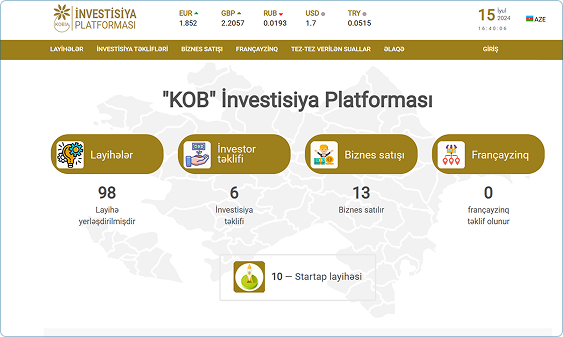 KOBİA
İNVESTİSİYA
PLATFORMASI
EUR
1.852
GBP
2.2057
RUB
0.0193
USD
1.7
TRY
0.0515
15 İyul
2024
16:40:06
AZE
LAYİHƏLƏR İNVESTİSİYA TƏKLİFLƏRİ BİZNES SATIŞI FRANÇAYZİNQ TEZ-TEZ VERİLƏN SUALLAR ƏLAQƏ GİRİŞ
"KOB" İnvestisiya Platforması
Layihələr
98
Layihə
yerləşdirilmişdir
İnvestor
təklifi
6
İnvestisiya
təklifi
Biznes satışı
13
Biznes satılır
Françayzinq
0
françayzinq
təklif olunur
10 — Startap layihəsi